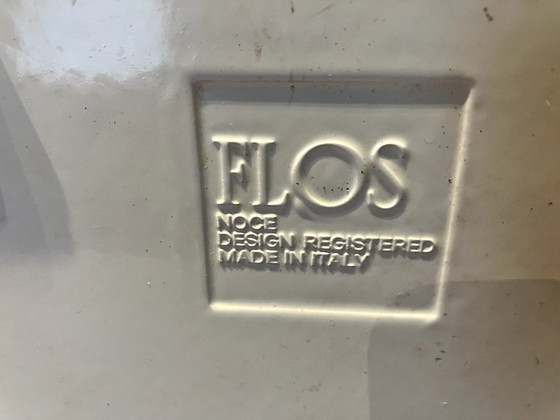 FLOS
NOCE
DESIGN REGISTERED
MADE IN ITALY